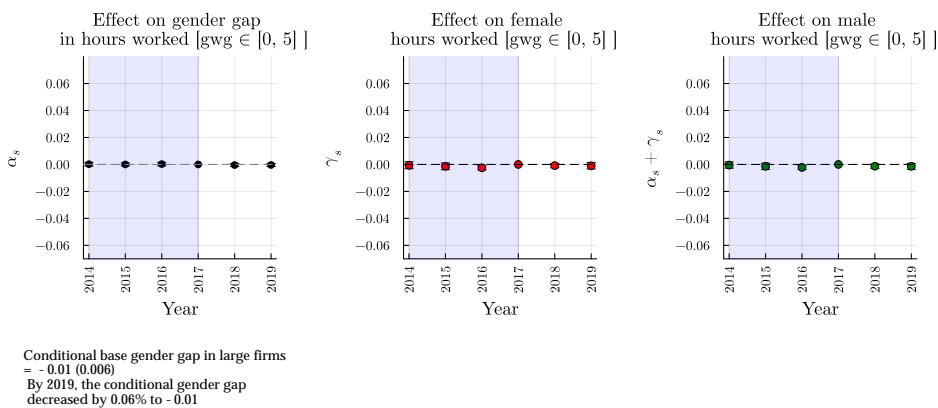 Effect on gender gap
in hours worked [gwg ∈ [0, 5] ]
α_s
0.06
0.04
0.02
0.00
−0.02
−0.04
−0.06
2014
2015
2016
2017
2018
2019
Year
Effect on female
hours worked [gwg ∈ [0, 5] ]
γ_s
0.06
0.04
0.02
0.00
−0.02
−0.04
−0.06
2014
2015
2016
2017
2018
2019
Year
Effect on male
hours worked [gwg ∈ [0, 5] ]
α_s + γ_s
0.06
0.04
0.02
0.00
−0.02
−0.04
−0.06
2014
2015
2016
2017
2018
2019
Year
Conditional base gender gap in large firms
= - 0.01 (0.006)
By 2019, the conditional gender gap
decreased by 0.06% to - 0.01